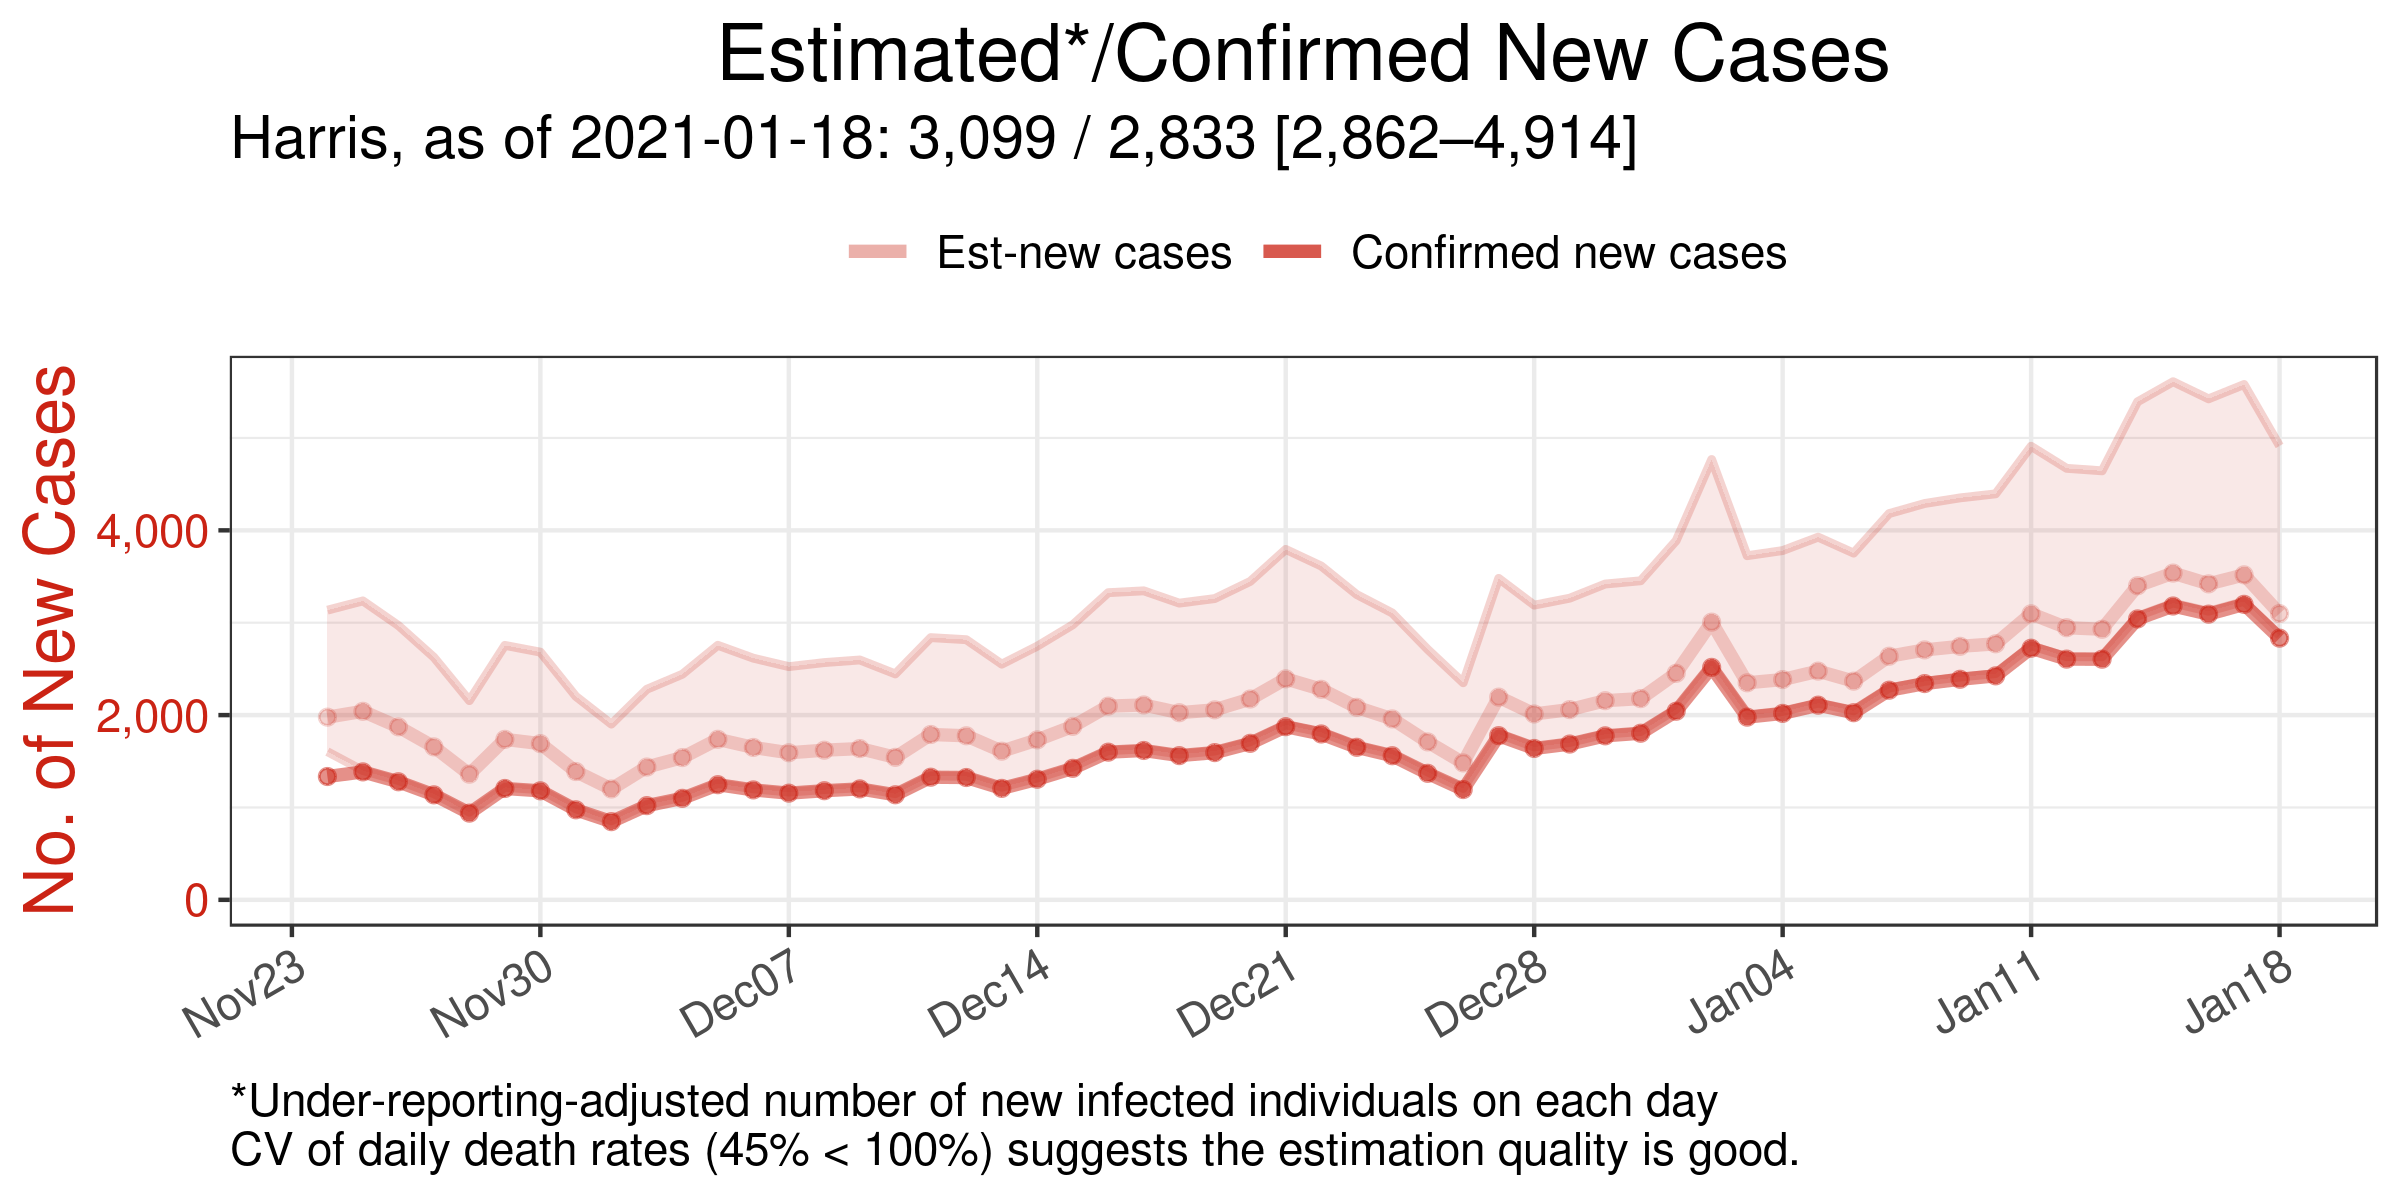 Estimated*/Confirmed New Cases
Harris, as of 2021-01-18: 3,099 / 2,833 [2,862–4,914]
Est-new cases
Confirmed new cases
No. of New Cases
4,000
2,000
0
Nov23
Nov30
Dec07
Dec14
Dec21
Dec28
Jan04
Jan11
Jan18
*Under-reporting-adjusted number of new infected individuals on each day
CV of daily death rates (45% < 100%) suggests the estimation quality is good.